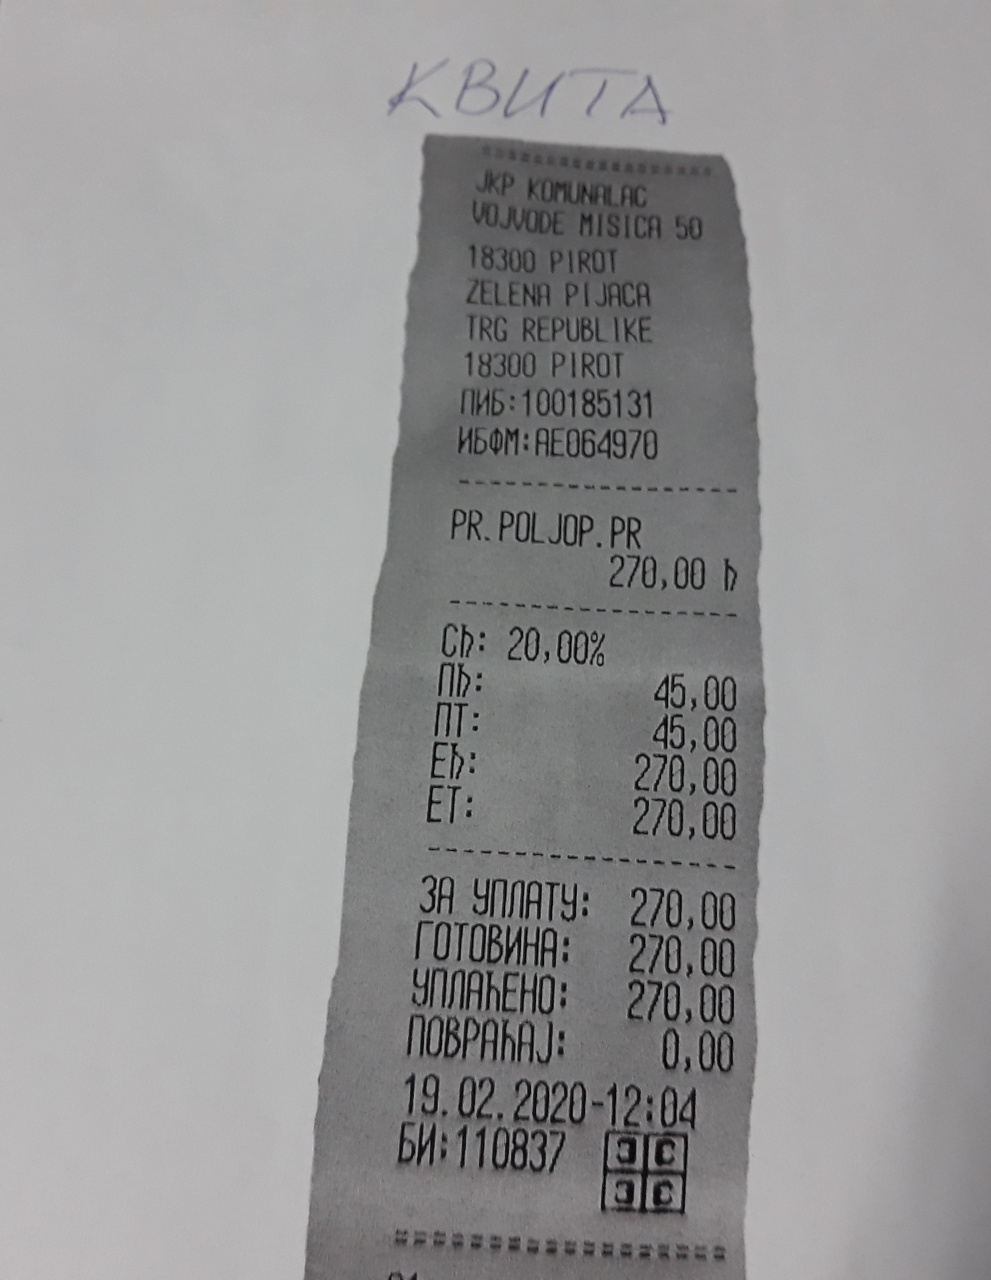 КВИТА
JKP KOMUNALAC
VOJVODE MISICA 50
18300 PIROT
ZELENA PIJACA
TRG REPUBLIKE
18300 PIROT
ПИБ:100185131
ИБФМ:AE064970
PR.POLJOP.PR
270,00 Ђ
СЂ: 20,00%
ПЂ: 45,00
ПТ: 45,00
ЕЂ: 270,00
ЕТ: 270,00
ЗА УПЛАТУ: 270,00
ГОТОВИНА: 270,00
УПЛАЋЕНО: 270,00
ПОВРАЋАЈ: 0,00
19.02.2020-12:04
БИ:110837